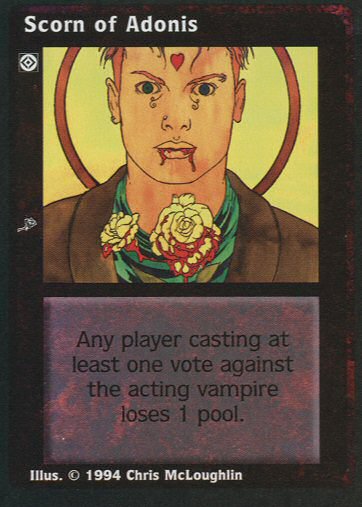 Scorn of Adonis
Any player casting at
least one vote against
the acting vampire
loses 1 pool.
Illus. © 1994 Chris McLoughlin